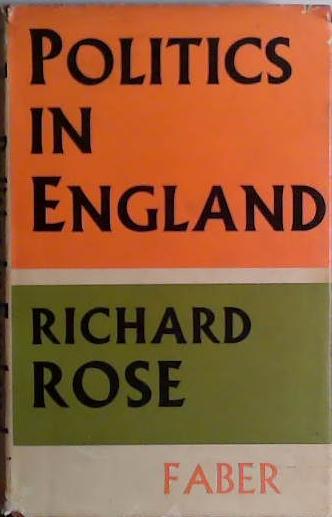 POLITICS
IN
ENGLAND
RICHARD
ROSE
FABER